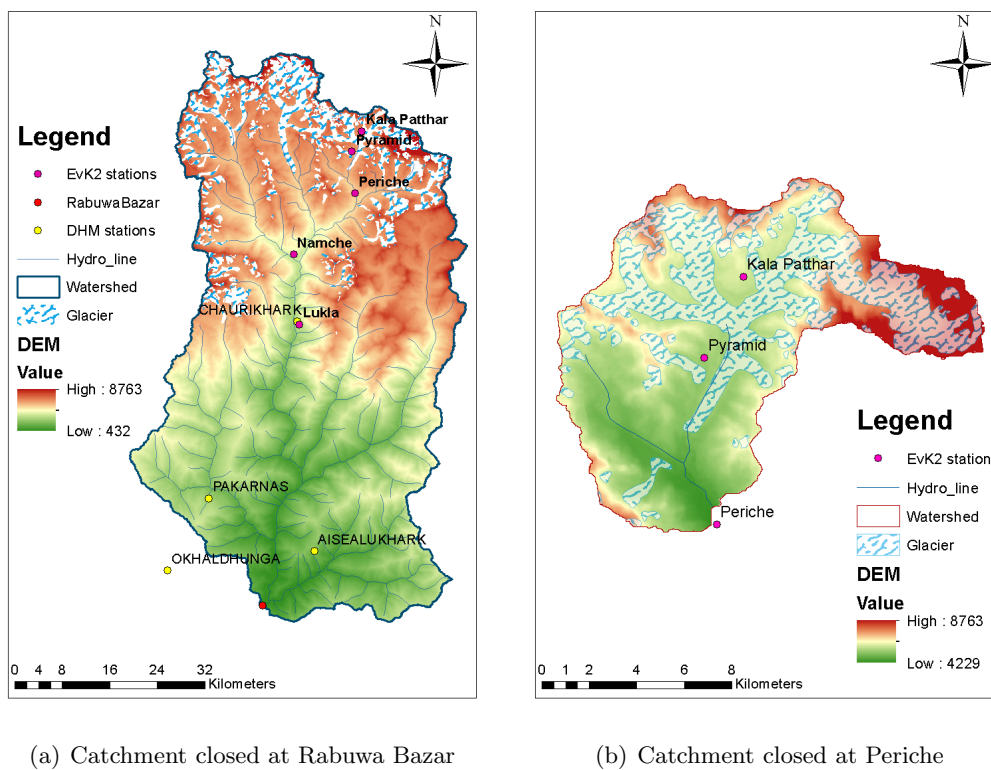 N
Kala Patthar
Pyramid
Periche
Namche
CHAURIKHARK
Lukla
PAKARNAS
AISEALUKHARK
OKHALDHUNGA
Legend
EvK2 stations
RabuwaBazar
DHM stations
Hydro_line
Watershed
Glacier
DEM
Value
High : 8763
Low : 432
0 4 8 16 24 32
Kilometers
N
Kala Patthar
Pyramid
Periche
Legend
EvK2 station
Hydro_line
Watershed
Glacier
DEM
Value
High : 8763
Low : 4229
0 1 2 4 6 8
Kilometers
(a) Catchment closed at Rabuwa Bazar
(b) Catchment closed at Periche